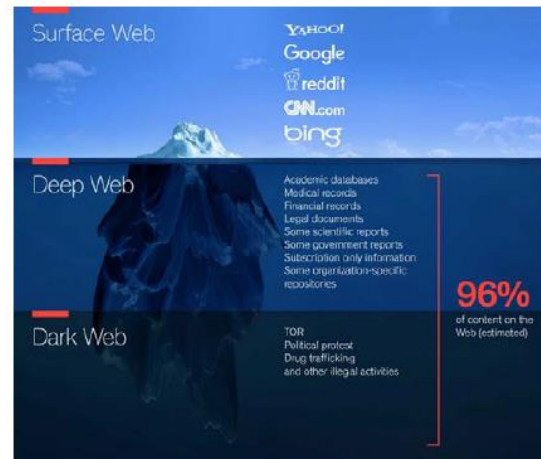 Surface Web
YAHOO!
Google
reddit
CNN.com
bing
Deep Web
Academic databases
Medical records
Financial records
Legal documents
Some scientific reports
Some government reports
Subscription only information
Some organization-specific
repositories
96%
of content on the
Web (estimated)
Dark Web
TOR
Political protest
Drug trafficking
and other illegal activities